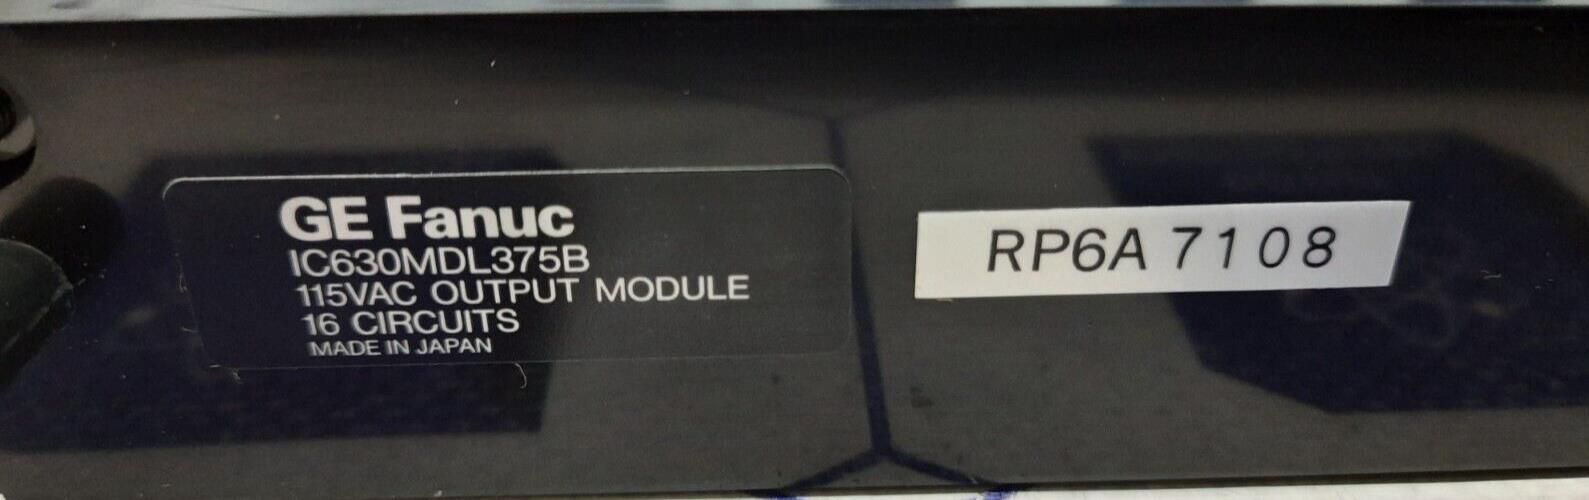 GE Fanuc
IC630MDL375B
115VAC OUTPUT MODULE
16 CIRCUITS
MADE IN JAPAN
RP6A 7108